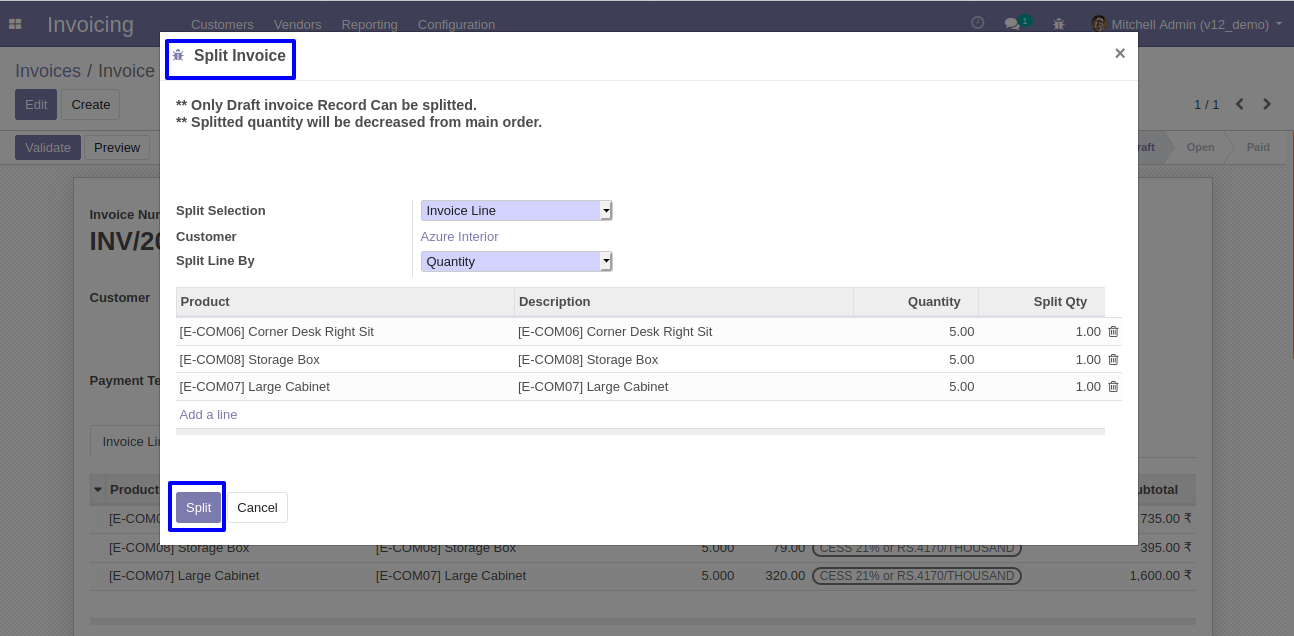 Invoicing Customers Vendors Reporting Configuration 1 Mitchell Admin (v12_demo)
Split Invoice ×
Invoices / Invoice
Edit Create 1 / 1
** Only Draft invoice Record Can be splitted.
** Splitted quantity will be decreased from main order.
Validate Preview Open Paid
Split Selection Invoice Line
Invoice
INV/20
Customer Azure Interior
Split Line By Quantity
Customer
Product Description Quantity Split Qty
[E-COM06] Corner Desk Right Sit [E-COM06] Corner Desk Right Sit 5.00 1.00
[E-COM08] Storage Box [E-COM08] Storage Box 5.00 1.00
Payment
[E-COM07] Large Cabinet [E-COM07] Large Cabinet 5.00 1.00
Add a line
Invoice
Product
Split Cancel
735.00 ₹
[E-COM08] Storage Box [E-COM08] Storage Box 5.000 79.00 CESS 21% or RS.4170/THOUSAND 395.00 ₹
[E-COM07] Large Cabinet [E-COM07] Large Cabinet 5.000 320.00 CESS 21% or RS.4170/THOUSAND 1,600.00 ₹